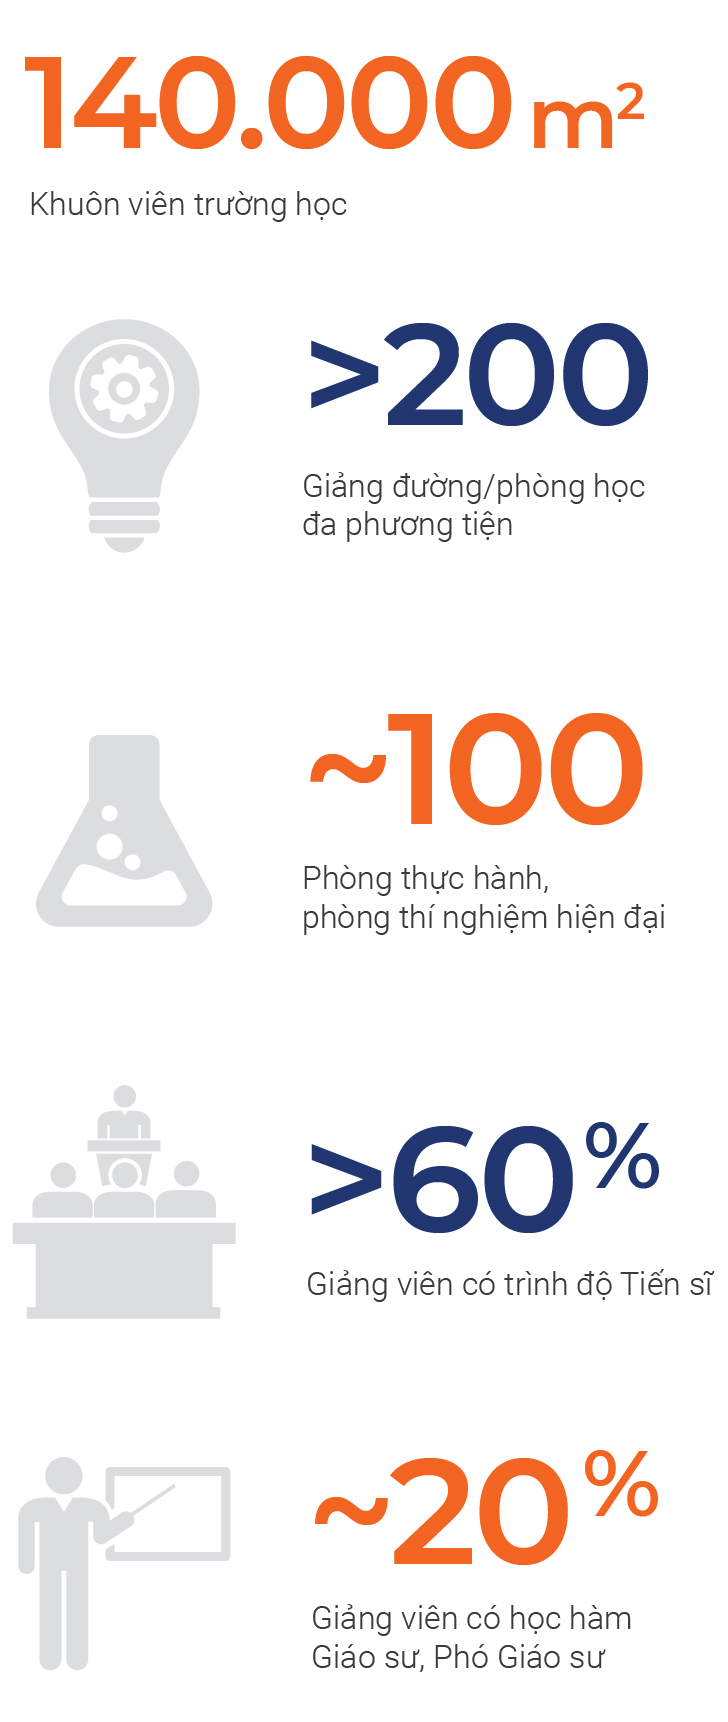 140.000 m²
Khuôn viên trường học
>200
Giảng đường/phòng học
đa phương tiện
~100
Phòng thực hành,
phòng thí nghiệm hiện đại
>60%
Giảng viên có trình độ Tiến sĩ
~20%
Giảng viên có học hàm
Giáo sư, Phó Giáo sư